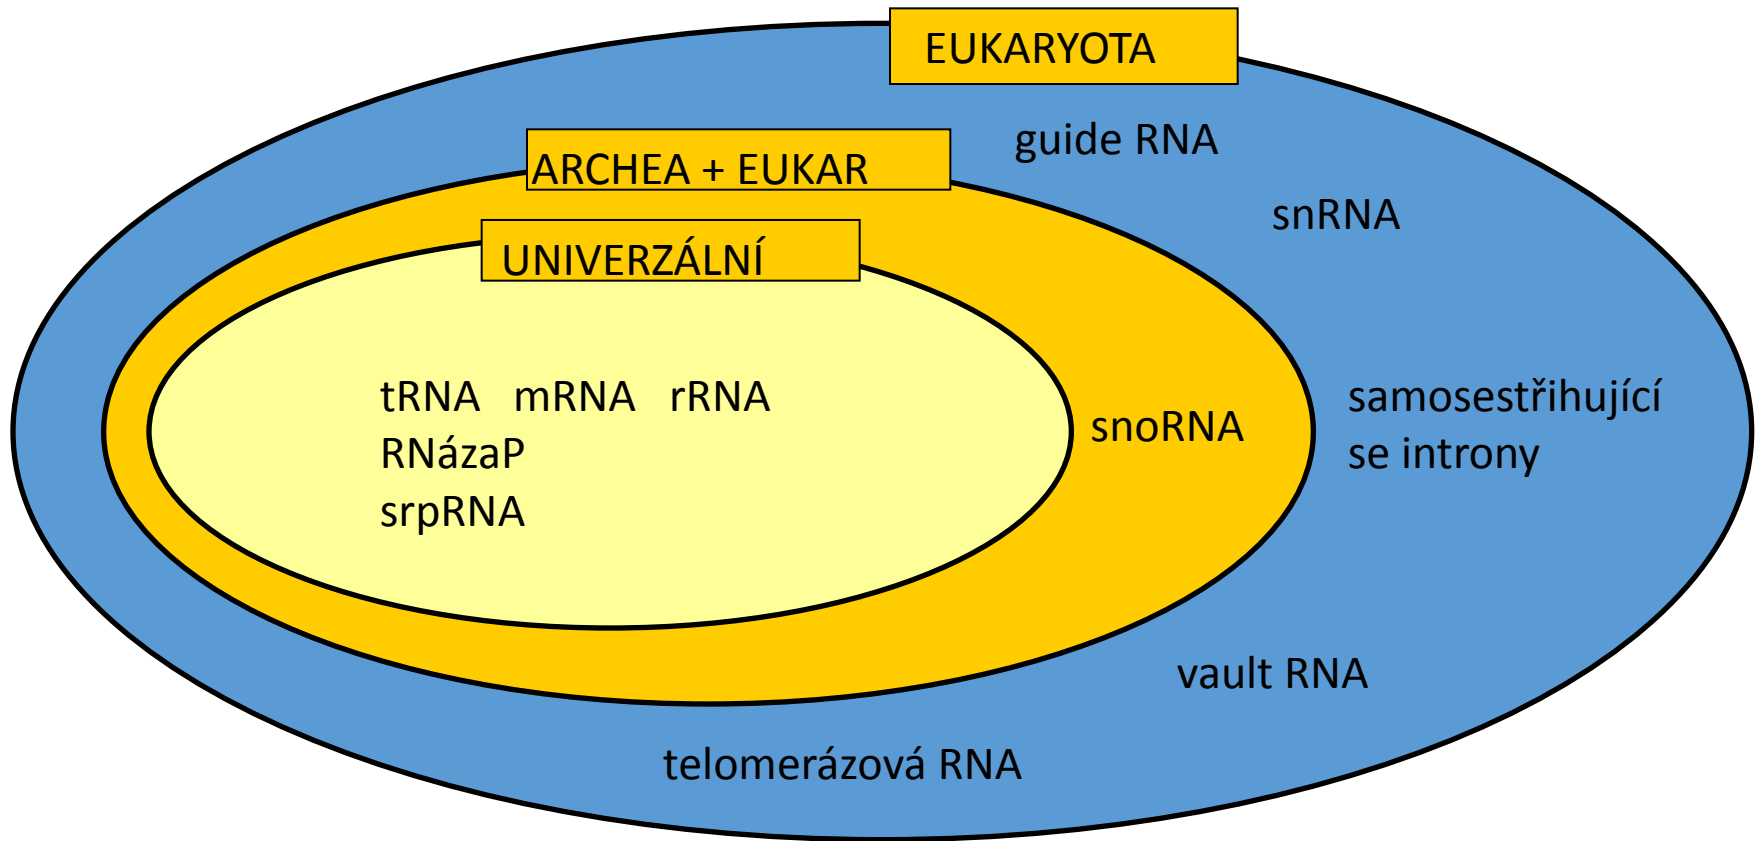 EUKARYOTA
guide RNA
ARCHEA + EUKAR
snRNA
UNIVERZÁLNÍ
tRNA mRNA rRNA
RNázaP
srpRNA
snoRNA
samosestřihující
se introny
vault RNA
telomerázová RNA